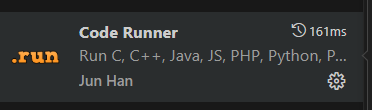 Code Runner 161ms
.run
Run C, C++, Java, JS, PHP, Python, P...
Jun Han